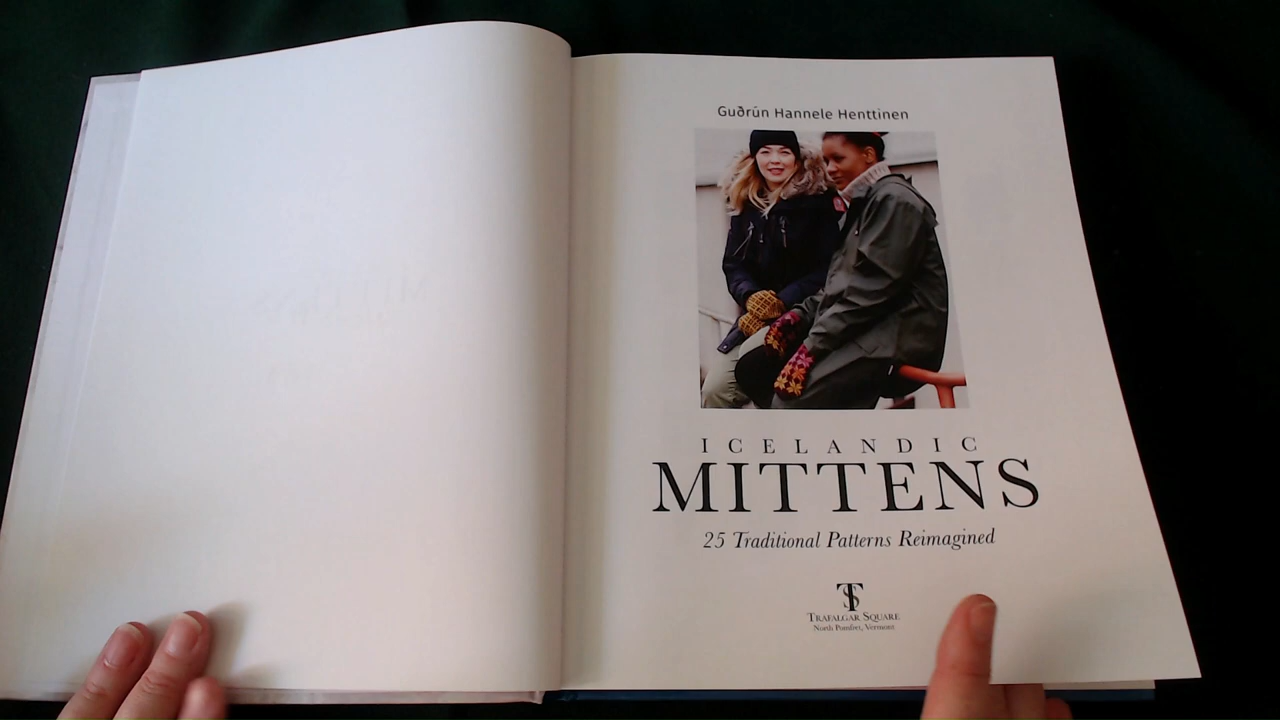 Guðrún Hannele Henttinen
ICELANDIC
MITTENS
25 Traditional Patterns Reimagined
TS
TRAFALGAR SQUARE
North Pomfret, Vermont